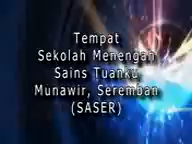 Tempat
Sekolah Menengah
Sains Tuanku
Munawir, Seremban
(SASER)